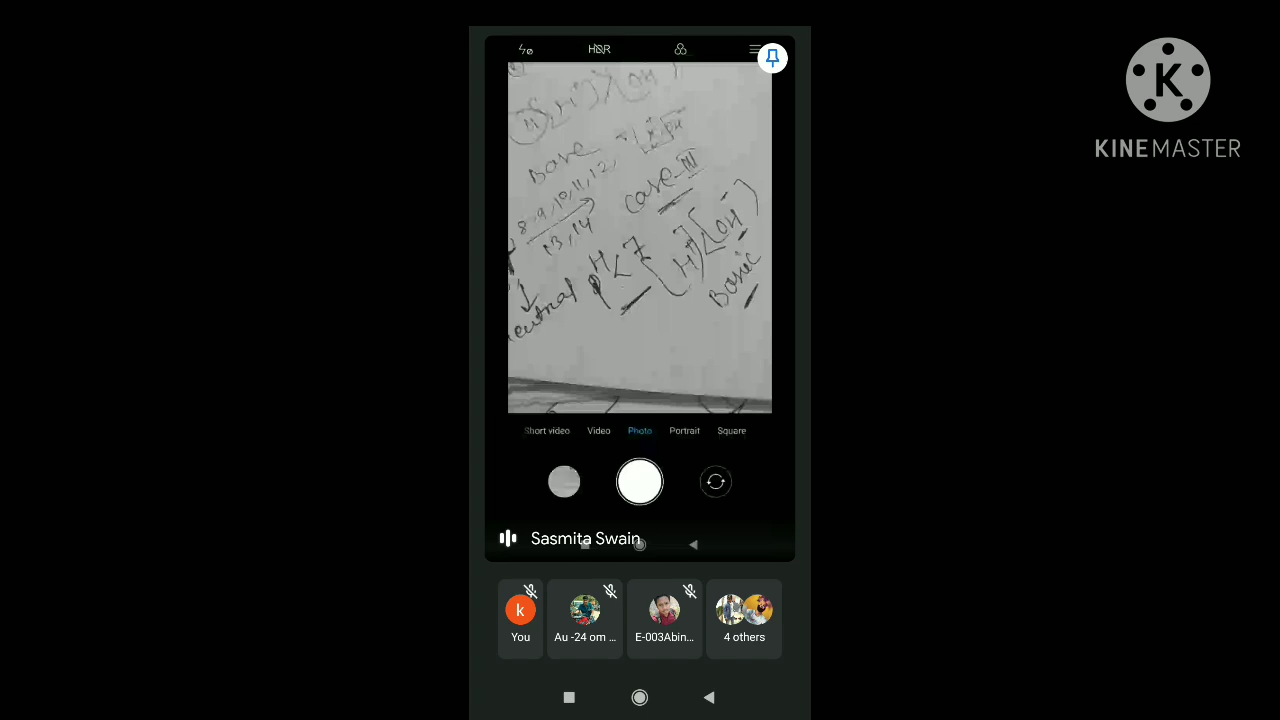 HDR
Base
8,9,10,11,12,
13,14
case-III
pH<7
[H+]<[OH-]
Basic
Short video Video Photo Portrait Square
Sasmita Swain
k
You
Au -24 om ...
E-003Abin...
4 others
K
KINEMASTER